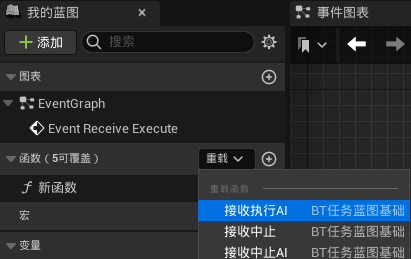 我的蓝图
事件图表
添加
搜索
图表
EventGraph
Event Receive Execute
函数（5可覆盖）
重载
新函数
重载函数
接收执行AI BT任务蓝图基础
宏
接收中止 BT任务蓝图基础
变量
接收中止AI BT任务蓝图基础